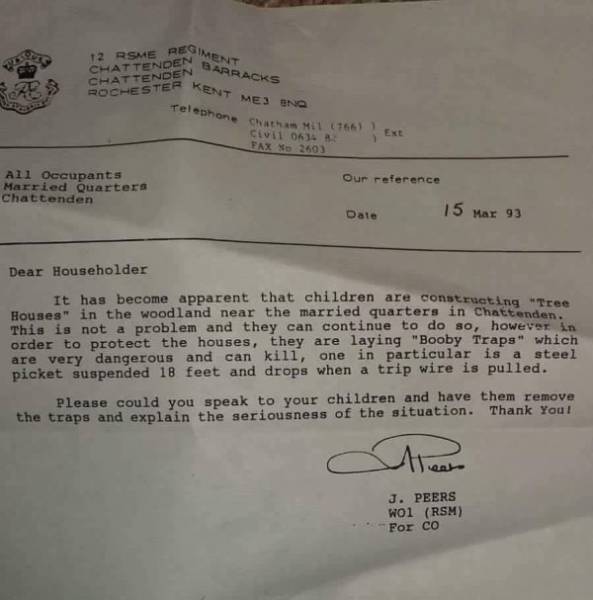 12 RSME REGIMENT
CHATTENDEN BARRACKS
CHATTENDEN
ROCHESTER KENT ME3 8NQ
Telephone Chatham Mil (766) ) Ext
Civil 0634 82 )
FAX No 2603
All Occupants
Married Quarters
Chattenden
Our reference
Date 15 Mar 93
Dear Householder
It has become apparent that children are constructing "Tree
Houses" in the woodland near the married quarters in Chattenden.
This is not a problem and they can continue to do so, however in
order to protect the houses, they are laying "Booby Traps" which
are very dangerous and can kill, one in particular is a steel
picket suspended 18 feet and drops when a trip wire is pulled.
Please could you speak to your children and have them remove
the traps and explain the seriousness of the situation. Thank You!
J Peers
J. PEERS
WO1 (RSM)
For CO